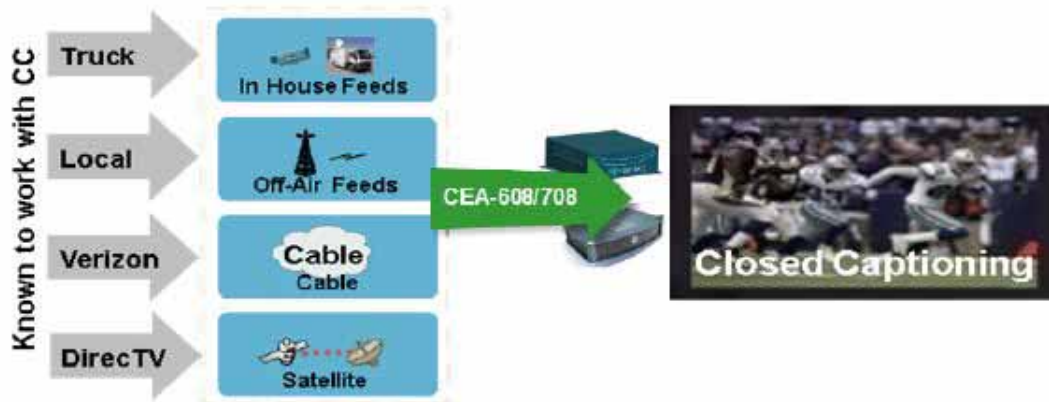 Known to work with CC
Truck
In House Feeds
Local
Off-Air Feeds
Verizon
Cable
Cable
DirecTV
Satellite
CEA-608/708
Closed Captioning